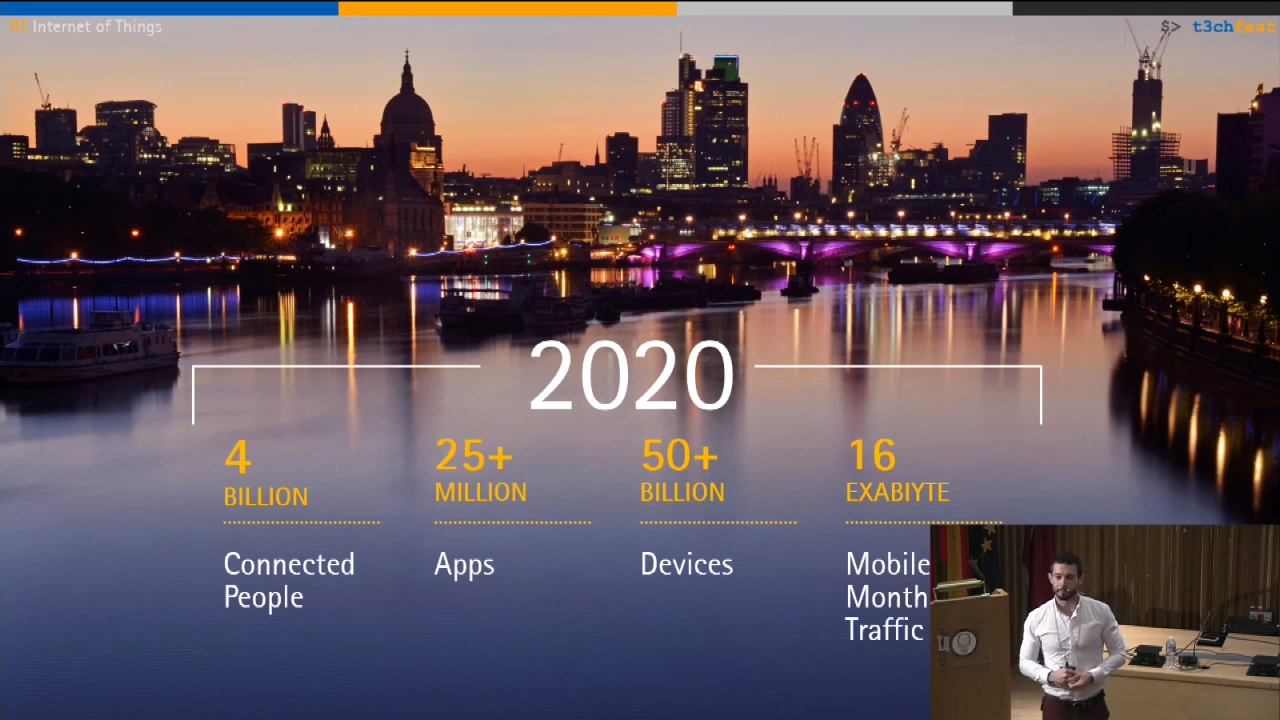 01 Internet of Things
$> t3chfest
2020
4
BILLION
Connected
People
25+
MILLION
Apps
50+
BILLION
Devices
16
EXABIYTE
Mobile
Month
Traffic